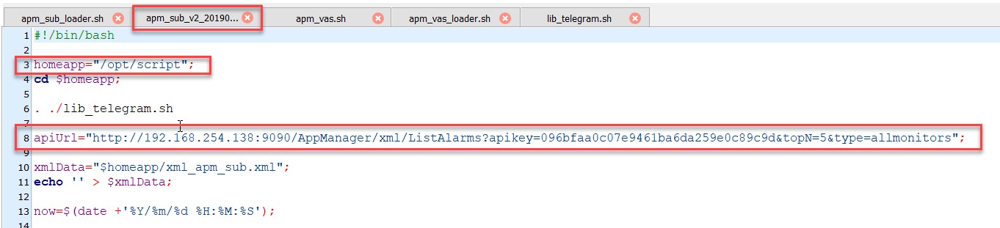 apm_sub_loader.sh apm_sub_v2_20190... apm_vas.sh apm_vas_loader.sh lib_telegram.sh
1 #!/bin/bash
2
3 homeapp="/opt/script";
4 cd $homeapp;
5
6 . ./lib_telegram.sh
7
8 apiUrl="http://192.168.254.138:9090/AppManager/xml/ListAlarms?apikey=096bfaa0c07e9461ba6da259e0c89c9d&topN=5&type=allmonitors";
9
10 xmlData="$homeapp/xml_apm_sub.xml";
11 echo '' > $xmlData;
12
13 now=$(date +'%Y/%m/%d %H:%M:%S');
14